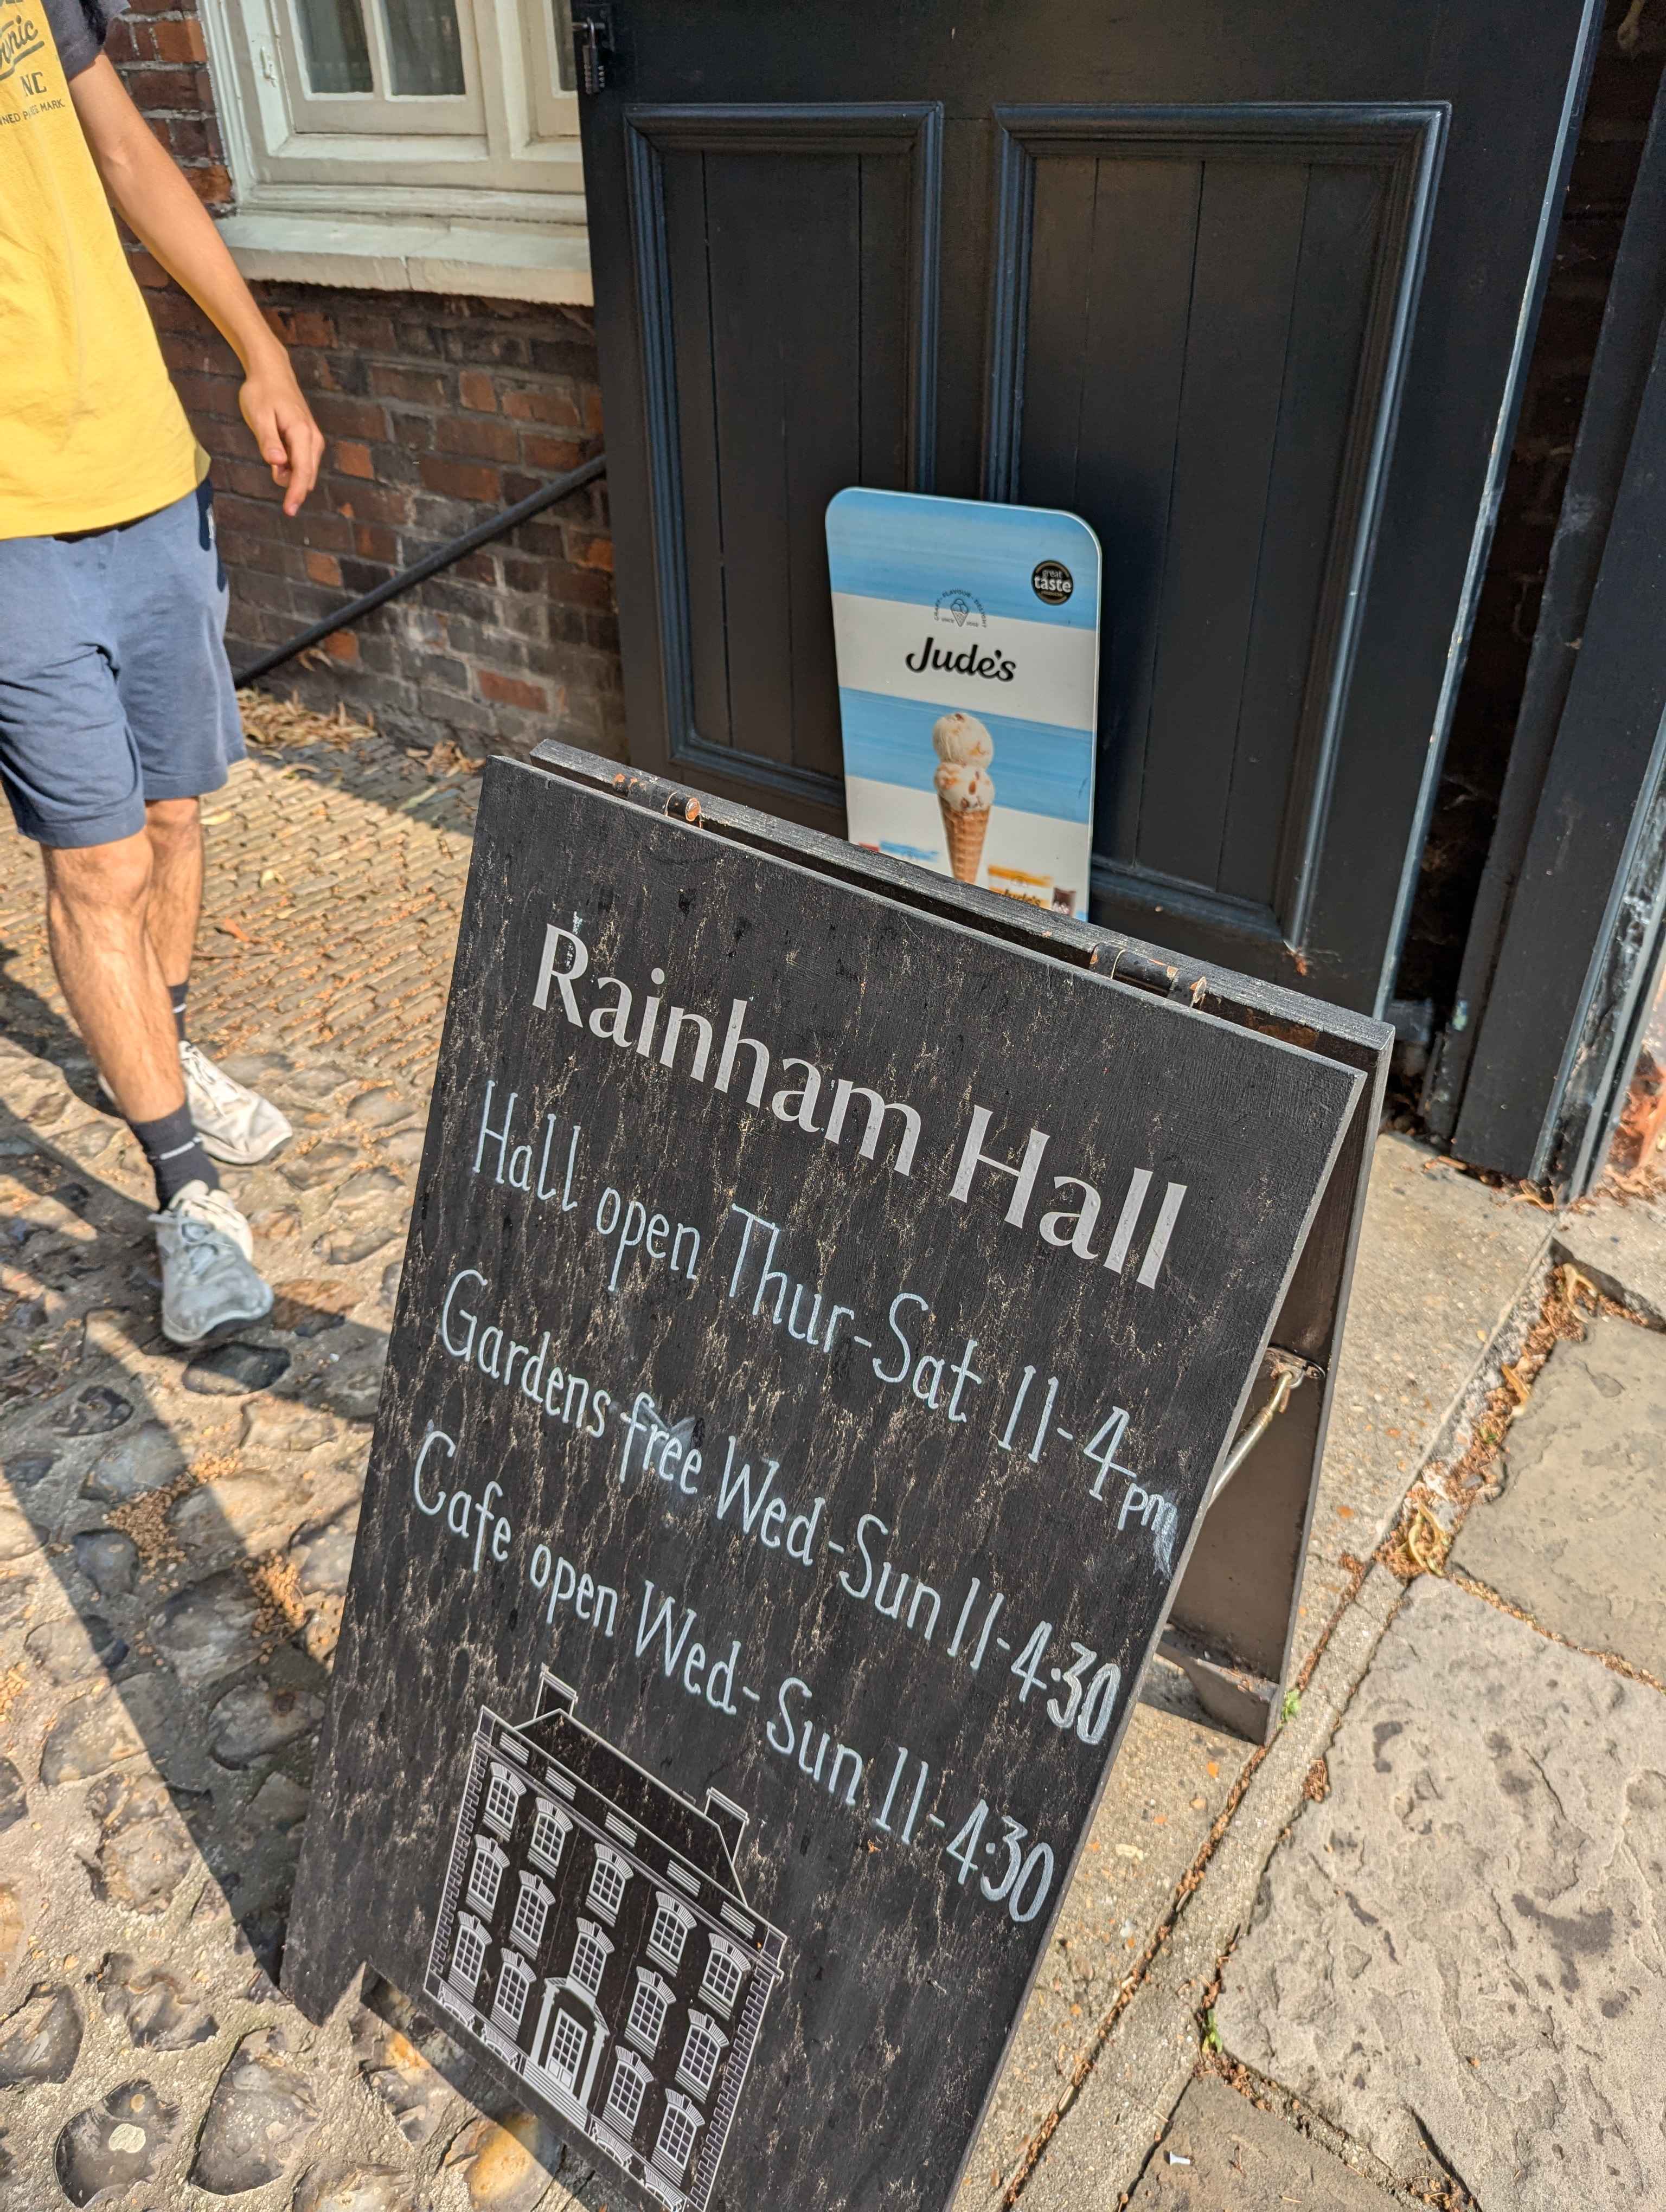 NC
great
taste
Jude's
Rainham Hall
Hall open Thur-Sat 11-4pm
Gardens free Wed-Sun 11-4:30
Cafe open Wed-Sun 11-4:30